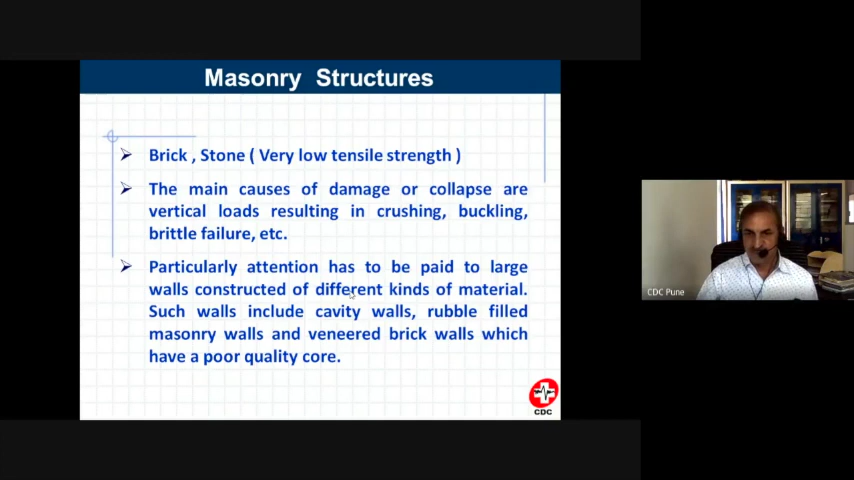 Masonry Structures
Brick , Stone ( Very low tensile strength )
The main causes of damage or collapse are
vertical loads resulting in crushing, buckling,
brittle failure, etc.
Particularly attention has to be paid to large
walls constructed of different kinds of material.
Such walls include cavity walls, rubble filled
masonry walls and veneered brick walls which
have a poor quality core.
CDC
CDC Pune